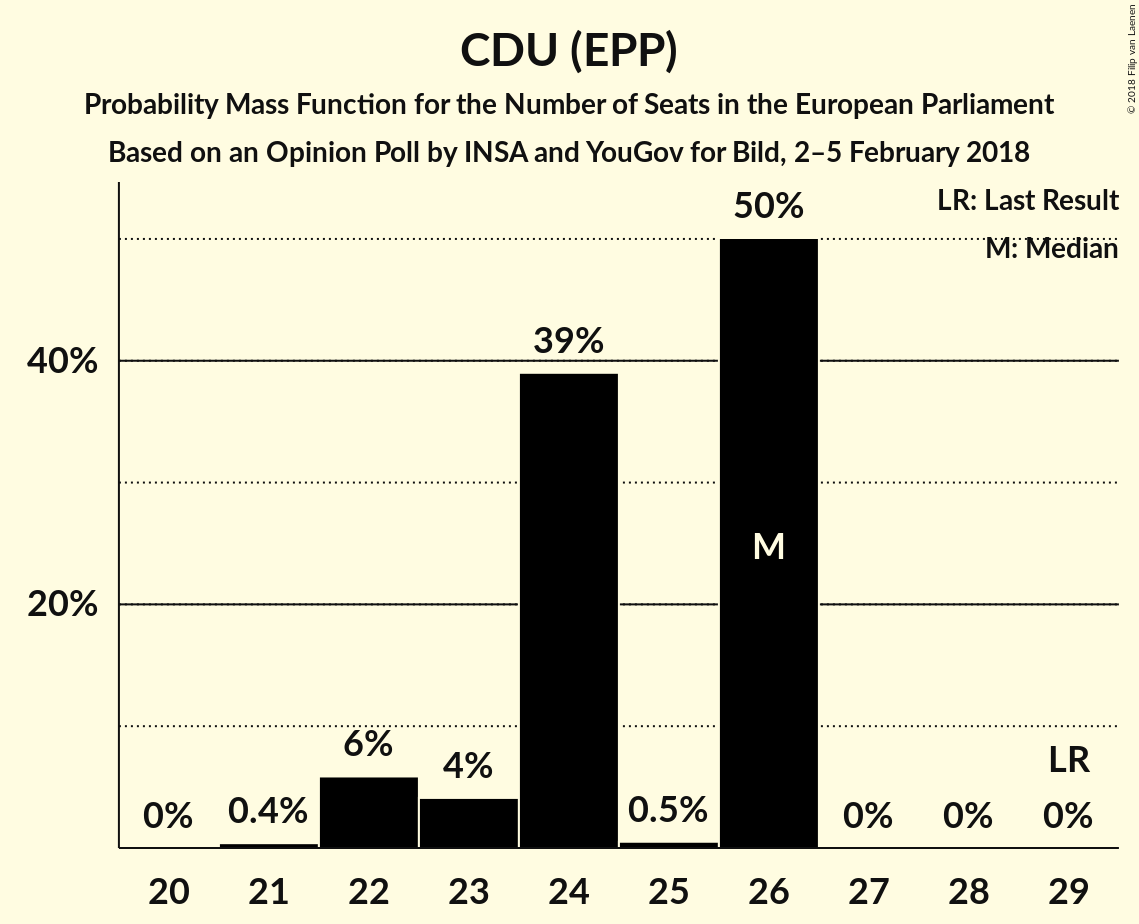 CDU (EPP)
Probability Mass Function for the Number of Seats in the European Parliament
Based on an Opinion Poll by INSA and YouGov for Bild, 2–5 February 2018
© 2018 Filip van Laenen
LR: Last Result
M: Median
50%
39%
40%
M
20%
6%
4%
LR
0%
0.4%
0.5%
0%
0%
0%
20
21
22
23
24
25
26
27
28
29